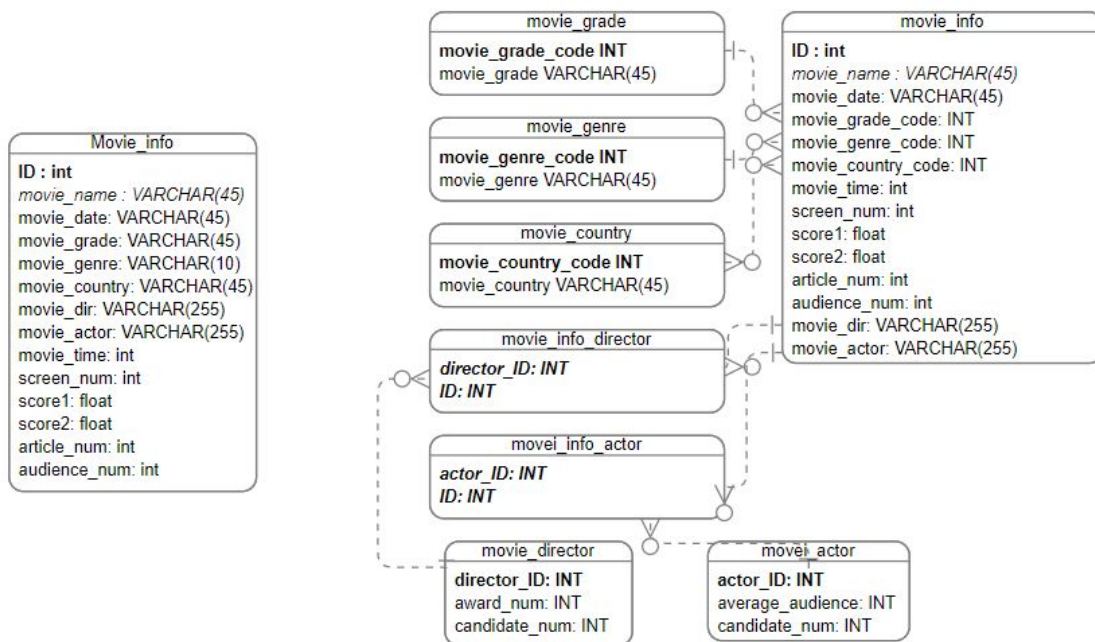 Movie_info
ID : int
movie_name : VARCHAR(45)
movie_date: VARCHAR(45)
movie_grade: VARCHAR(45)
movie_genre: VARCHAR(10)
movie_country: VARCHAR(45)
movie_dir: VARCHAR(255)
movie_actor: VARCHAR(255)
movie_time: int
screen_num: int
score1: float
score2: float
article_num: int
audience_num: int
movie_grade
movie_grade_code INT
movie_grade VARCHAR(45)
movie_genre
movie_genre_code INT
movie_genre VARCHAR(45)
movie_country
movie_country_code INT
movie_country VARCHAR(45)
movie_info_director
director_ID: INT
ID: INT
movei_info_actor
actor_ID: INT
ID: INT
movie_director
director_ID: INT
award_num: INT
candidate_num: INT
movei_actor
actor_ID: INT
average_audience: INT
candidate_num: INT
movie_info
ID : int
movie_name : VARCHAR(45)
movie_date: VARCHAR(45)
movie_grade_code: INT
movie_genre_code: INT
movie_country_code: INT
movie_time: int
screen_num: int
score1: float
score2: float
article_num: int
audience_num: int
movie_dir: VARCHAR(255)
movie_actor: VARCHAR(255)